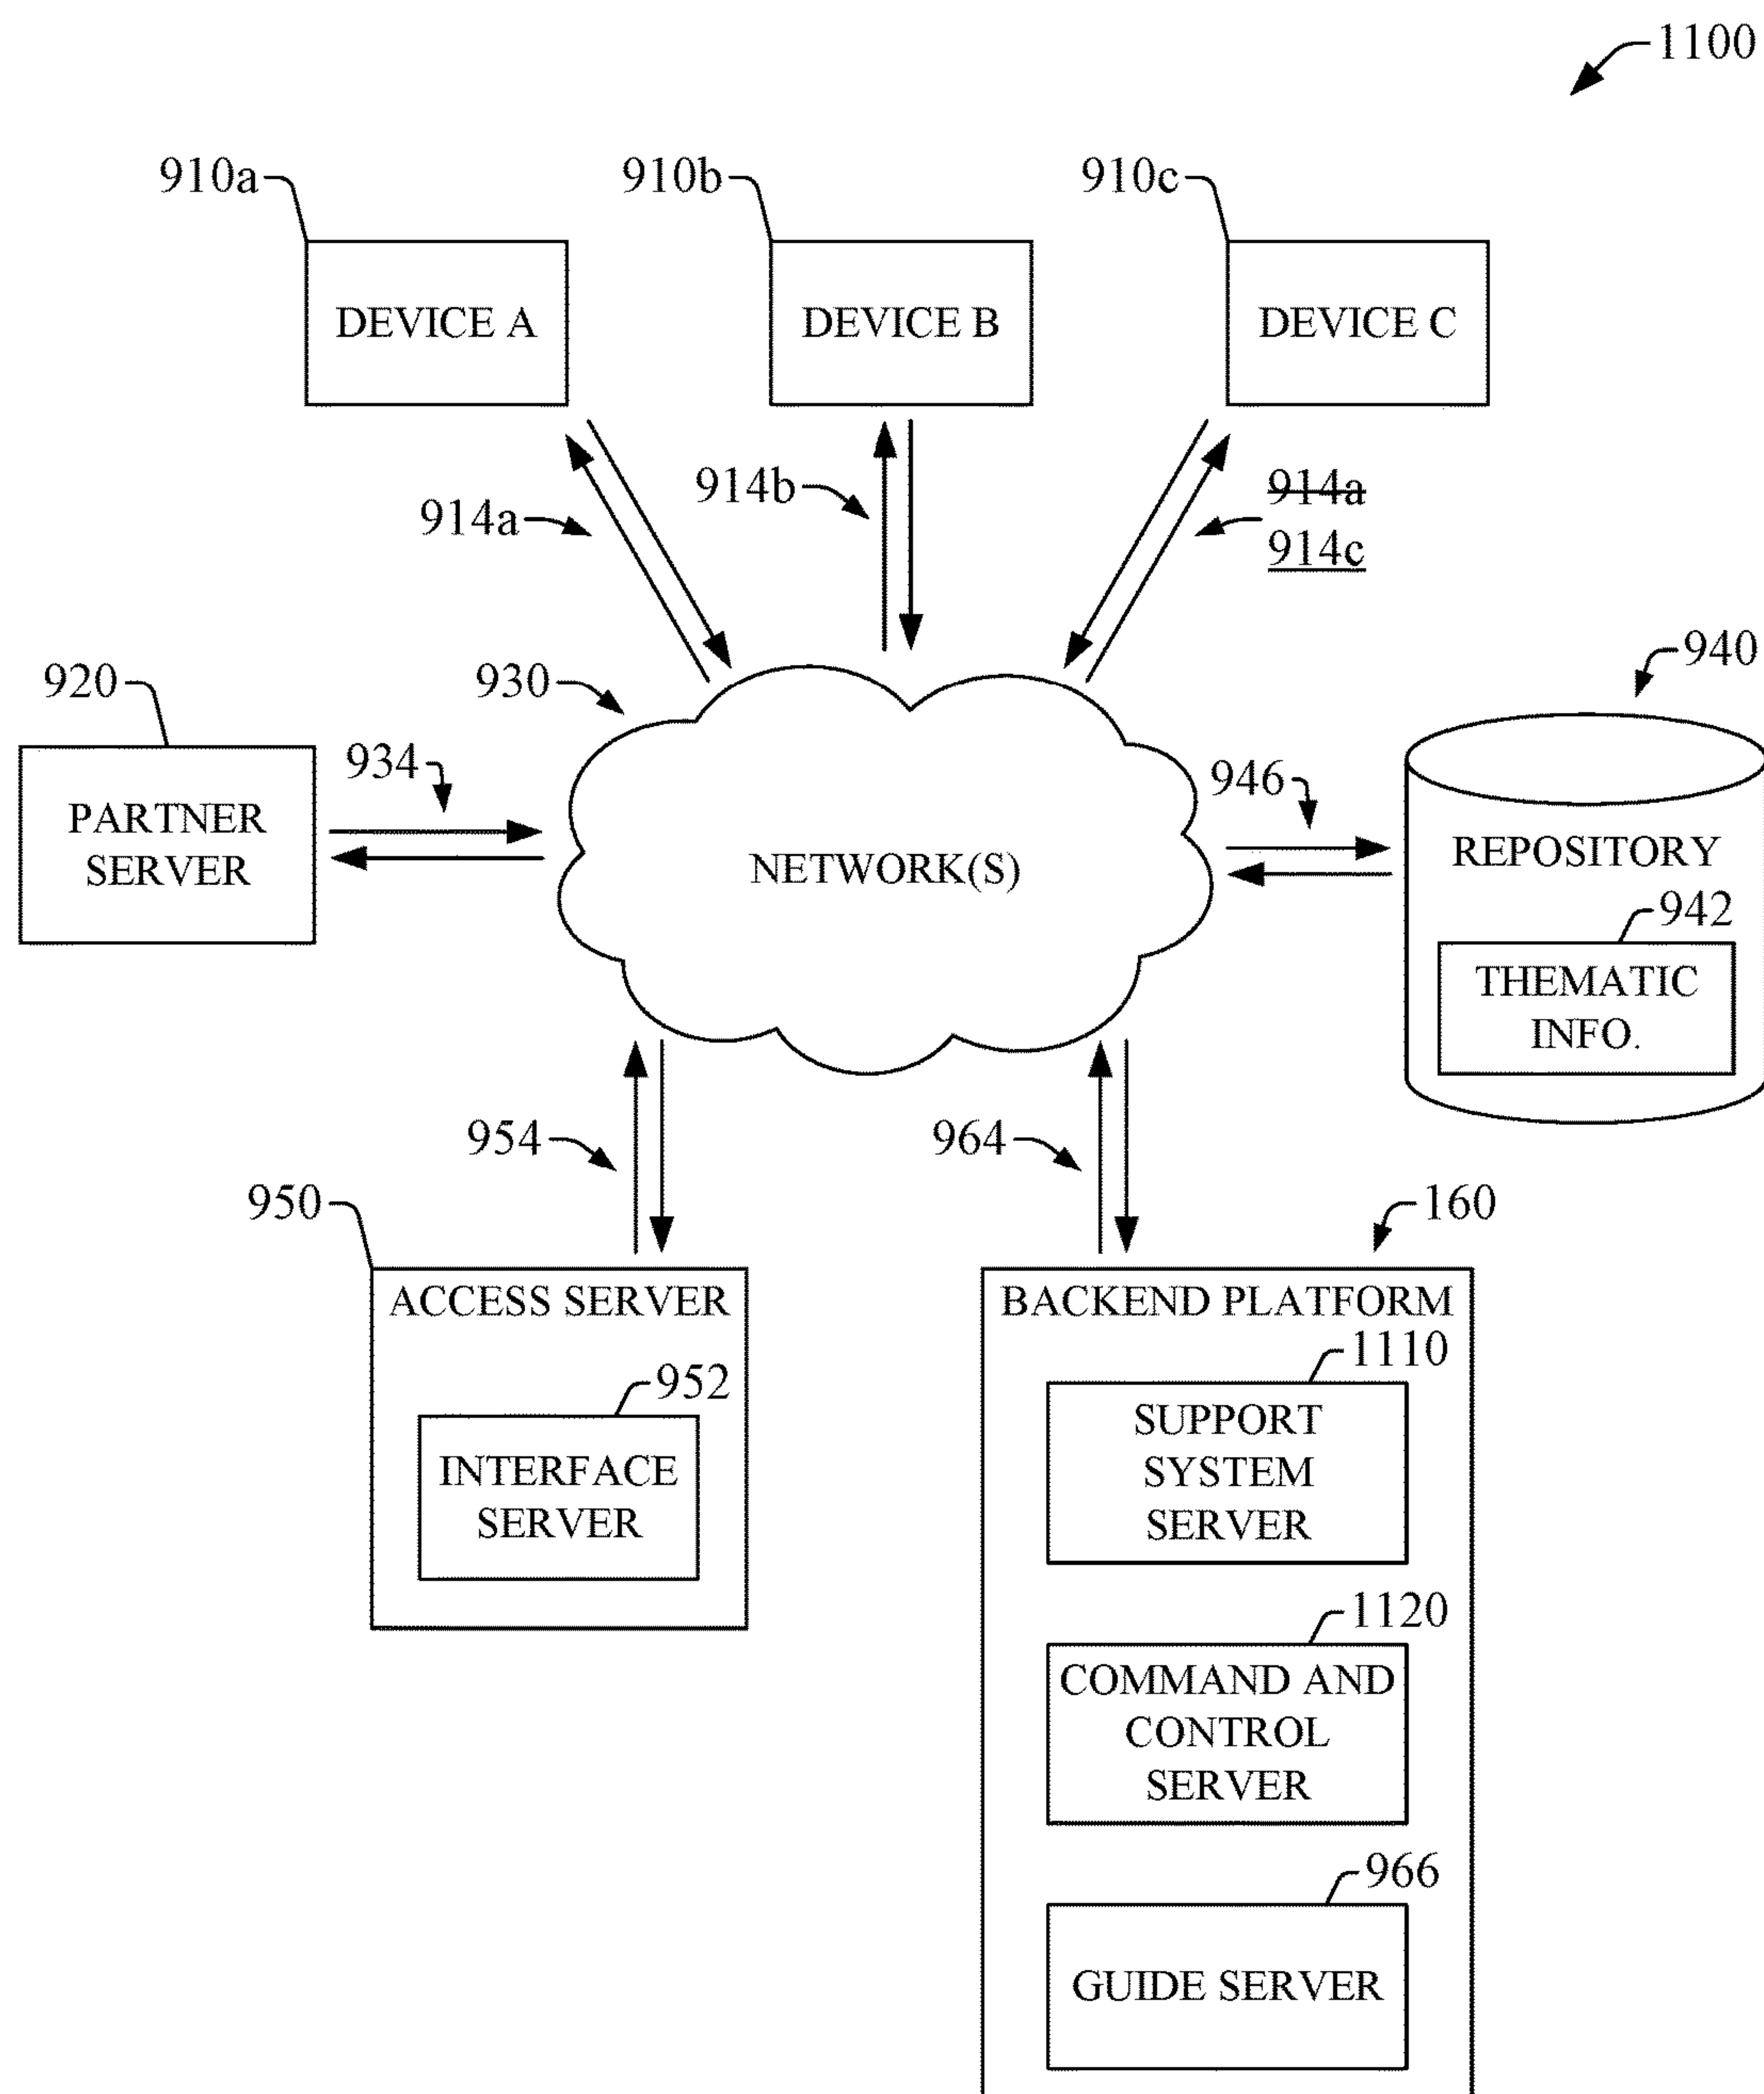 1100
910a
910b
910c
DEVICE A
DEVICE B
DEVICE C
914a
914b
914a
914c
920
930
940
934
946
PARTNER
SERVER
NETWORK(S)
REPOSITORY
942
THEMATIC
INFO.
954
964
950
160
ACCESS SERVER
952
INTERFACE
SERVER
BACKEND PLATFORM
1110
SUPPORT
SYSTEM
SERVER
1120
COMMAND AND
CONTROL
SERVER
966
GUIDE SERVER